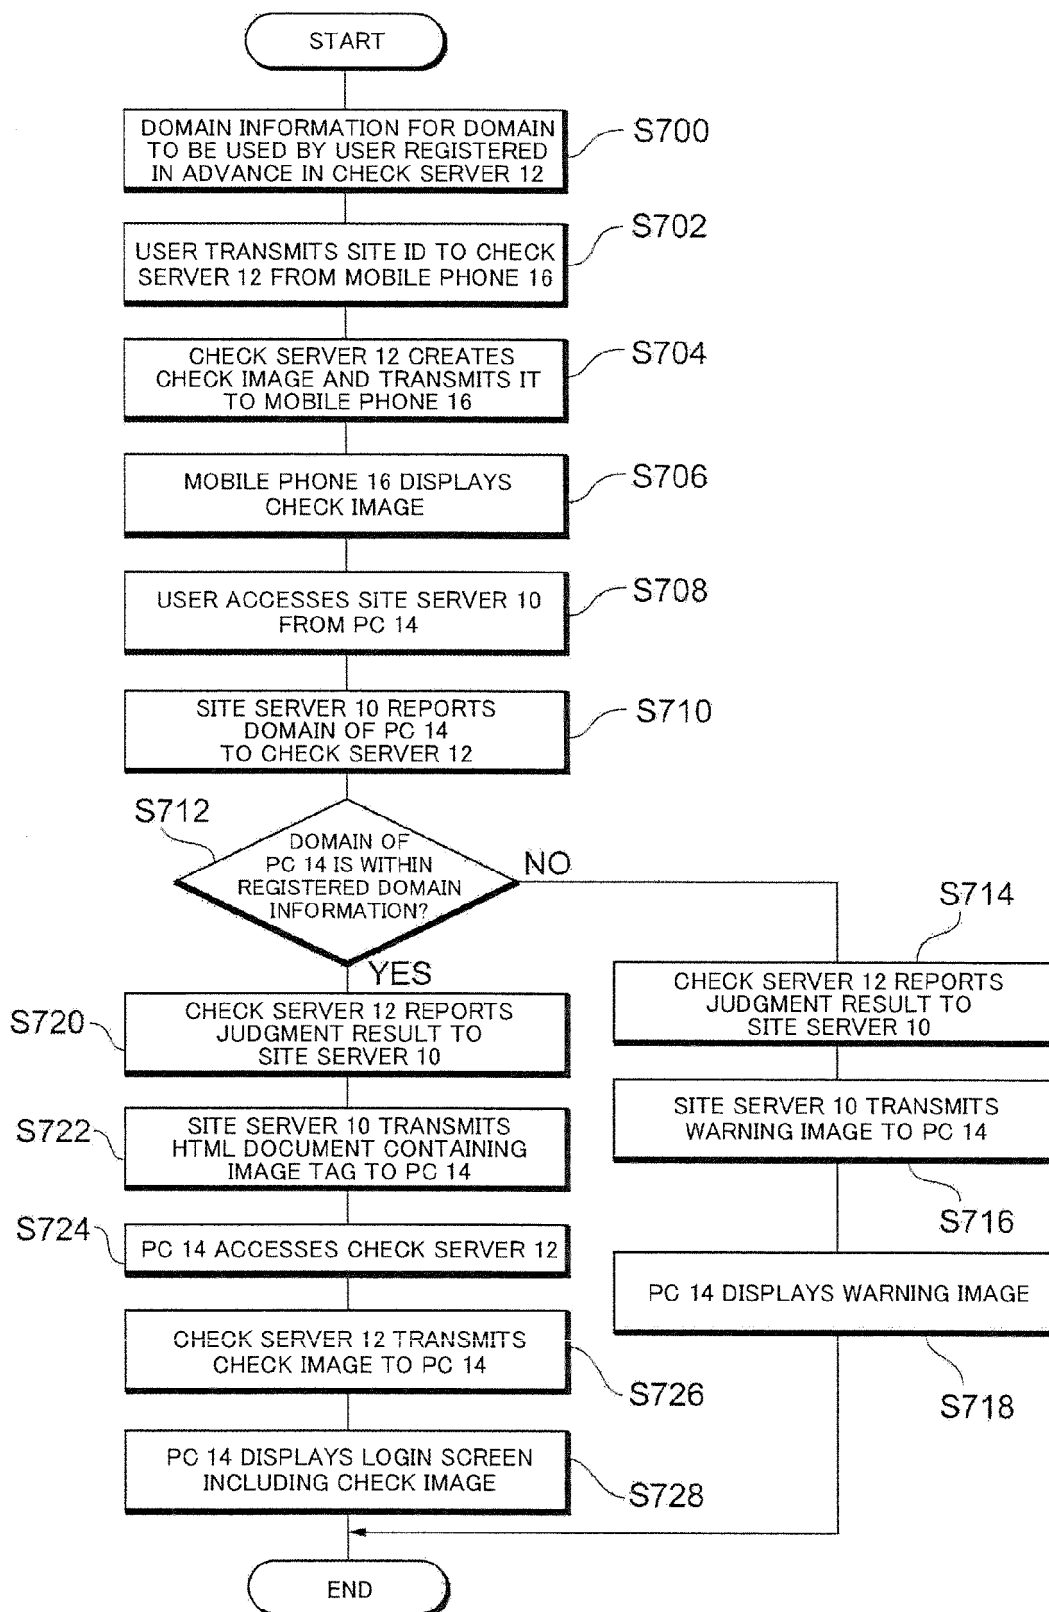 START
DOMAIN INFORMATION FOR DOMAIN
TO BE USED BY USER REGISTERED
IN ADVANCE IN CHECK SERVER 12
S700
USER TRANSMITS SITE ID TO CHECK
SERVER 12 FROM MOBILE PHONE 16
S702
CHECK SERVER 12 CREATES
CHECK IMAGE AND TRANSMITS IT
TO MOBILE PHONE 16
S704
MOBILE PHONE 16 DISPLAYS
CHECK IMAGE
S706
USER ACCESSES SITE SERVER 10
FROM PC 14
S708
SITE SERVER 10 REPORTS
DOMAIN OF PC 14
TO CHECK SERVER 12
S710
S712
DOMAIN OF
PC 14 IS WITHIN
REGISTERED DOMAIN
INFORMATION?
NO
YES
S714
CHECK SERVER 12 REPORTS
JUDGMENT RESULT TO
SITE SERVER 10
SITE SERVER 10 TRANSMITS
WARNING IMAGE TO PC 14
S716
PC 14 DISPLAYS WARNING IMAGE
S718
S720
CHECK SERVER 12 REPORTS
JUDGMENT RESULT TO
SITE SERVER 10
S722
SITE SERVER 10 TRANSMITS
HTML DOCUMENT CONTAINING
IMAGE TAG TO PC 14
S724
PC 14 ACCESSES CHECK SERVER 12
CHECK SERVER 12 TRANSMITS
CHECK IMAGE TO PC 14
S726
PC 14 DISPLAYS LOGIN SCREEN
INCLUDING CHECK IMAGE
S728
END